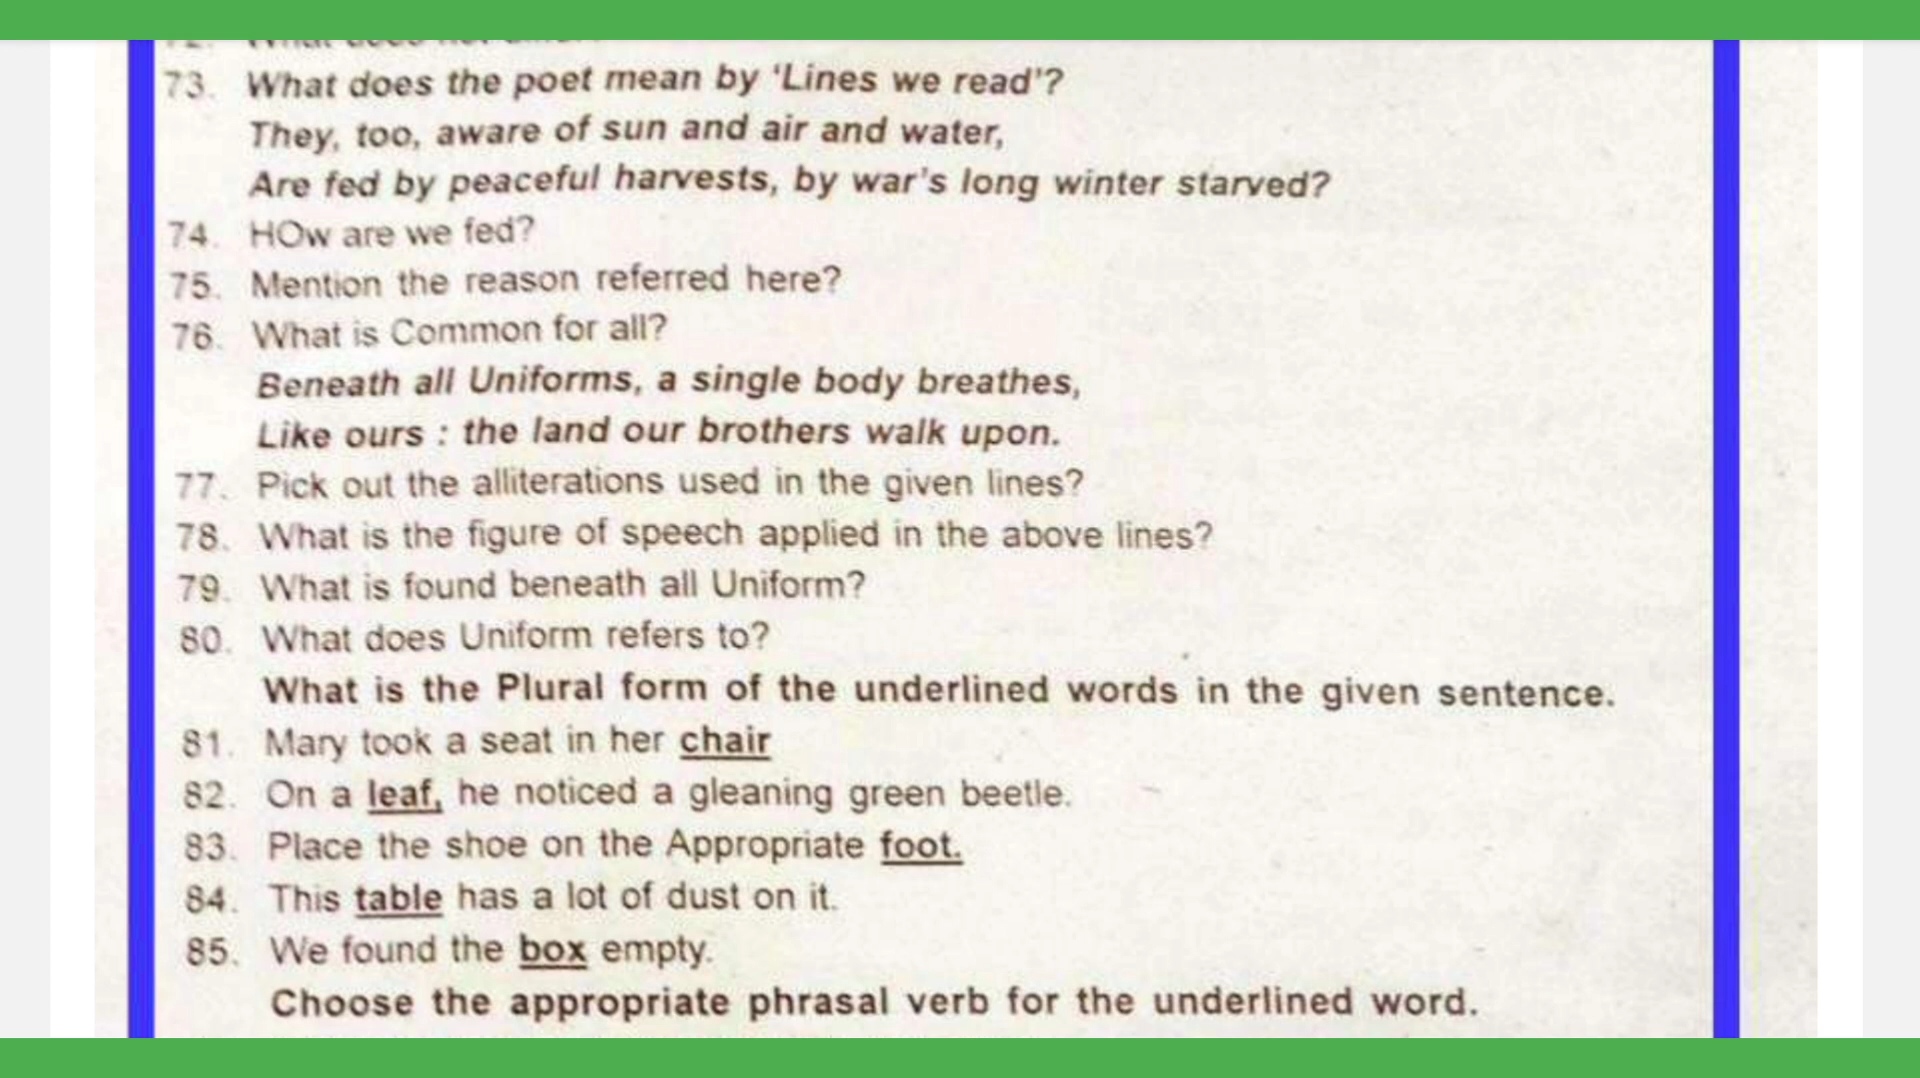 73. What does the poet mean by 'Lines we read'?
They, too, aware of sun and air and water,
Are fed by peaceful harvests, by war's long winter starved?
74. HOw are we fed?
75. Mention the reason referred here?
76. What is Common for all?
Beneath all Uniforms, a single body breathes,
Like ours : the land our brothers walk upon.
77. Pick out the alliterations used in the given lines?
78. What is the figure of speech applied in the above lines?
79. What is found beneath all Uniform?
80. What does Uniform refers to?
What is the Plural form of the underlined words in the given sentence.
81. Mary took a seat in her chair
82. On a leaf, he noticed a gleaning green beetle.
83. Place the shoe on the Appropriate foot.
84. This table has a lot of dust on it.
85. We found the box empty.
Choose the appropriate phrasal verb for the underlined word.